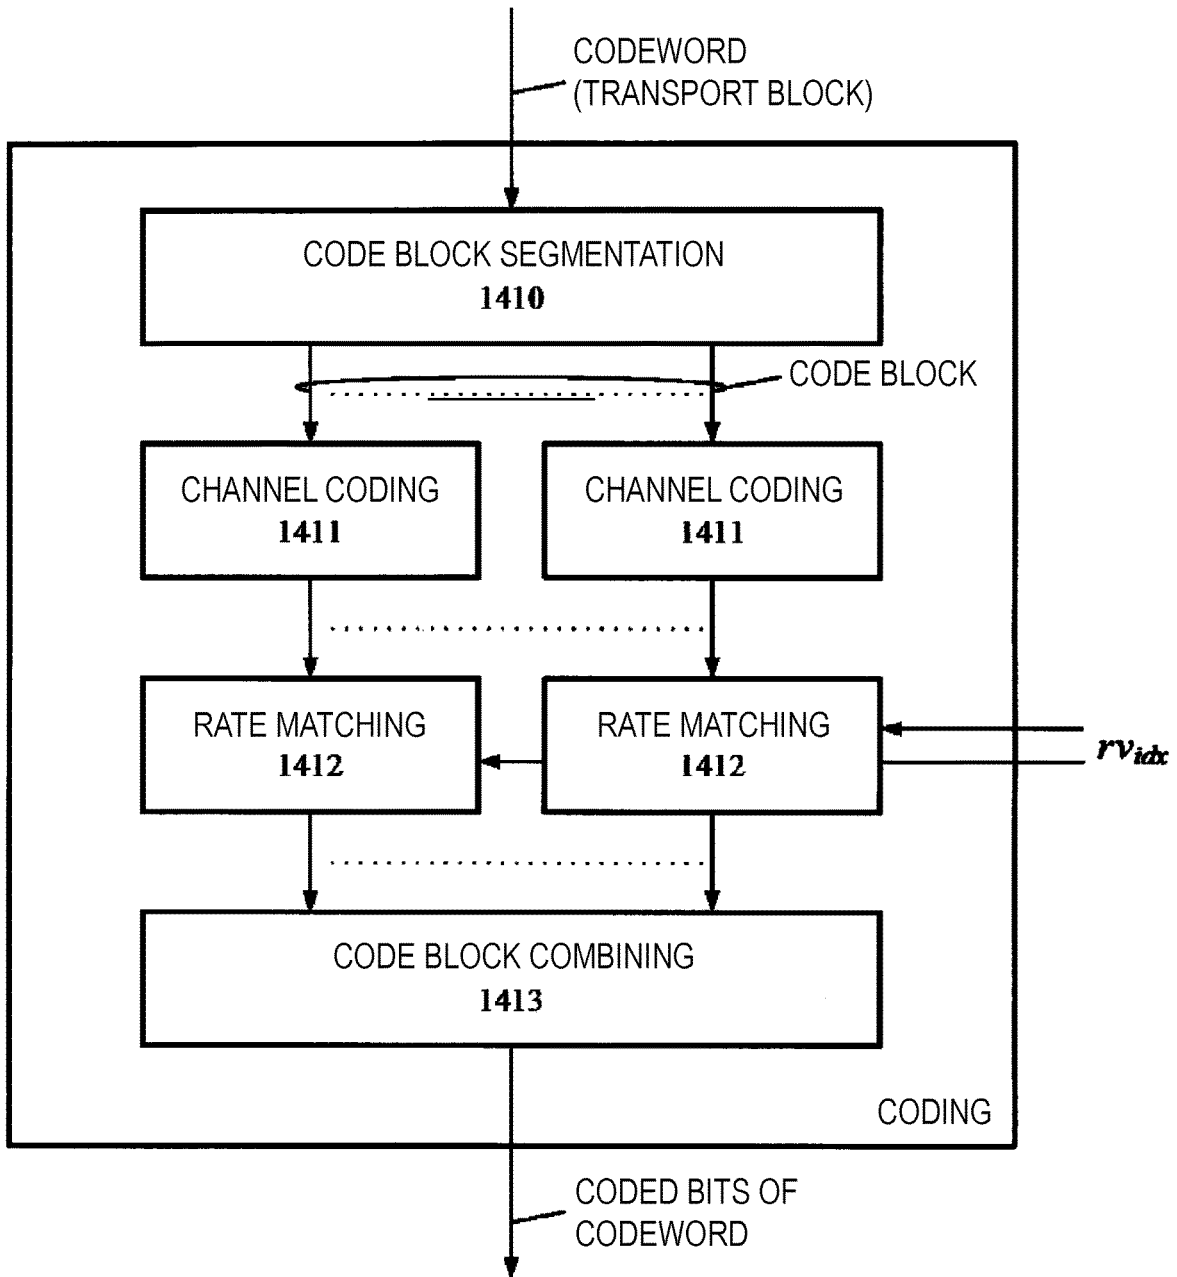 CODEWORD
(TRANSPORT BLOCK)
CODE BLOCK SEGMENTATION
1410
CODE BLOCK
CHANNEL CODING
1411
CHANNEL CODING
1411
RATE MATCHING
1412
RATE MATCHING
1412
rv_idx
CODE BLOCK COMBINING
1413
CODING
CODED BITS OF
CODEWORD